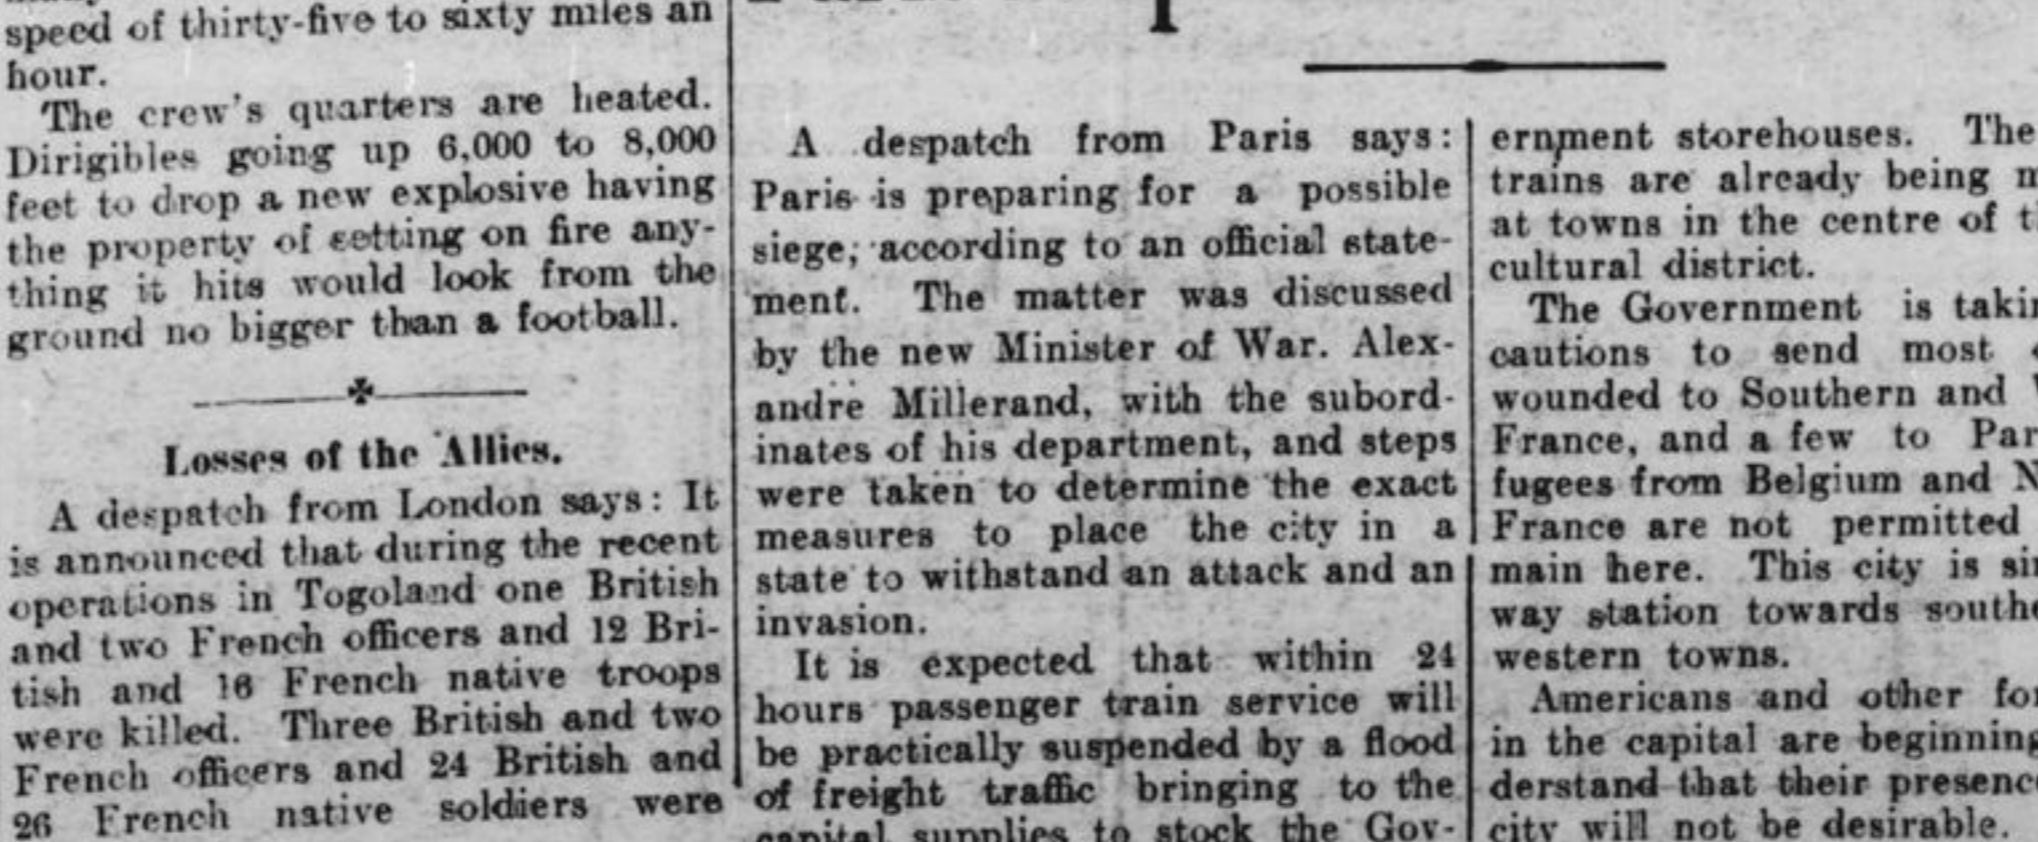 speed of thirty-five to sixty miles an
hour.
The crew's quarters are heated.
Dirigibles going up 6,000 to 8,000
feet to drop a new explosive having
the property of setting on fire any-
thing it hits would look from the
ground no bigger than a football.
Losses of the Allies.
A despatch from London says: It
is announced that during the recent
operations in Togoland one British
and two French officers and 12 Bri-
tish and 16 French native troops
were killed. Three British and two
French officers and 24 British and
26 French native soldiers were
A despatch from Paris says:
Paris is preparing for a possible
siege, according to an official state-
ment. The matter was discussed
by the new Minister of War. Alex-
andre Millerand, with the subord-
inates of his department, and steps
were taken to determine the exact
measures to place the city in a
state to withstand an attack and an
invasion.
It is expected that within 24
hours passenger train service will
be practically suspended by a flood
of freight traffic bringing to the
capital supplies to stock the Gov-
ernment storehouses. The
trains are already being
at towns in the centre of
cultural district.
The Government is
cautions to send most
wounded to Southern and
France, and a few to
fugees from Belgium and
France are not permitted
main here. This city is
way station towards
western towns.
Americans and other
in the capital are
derstand that their
city will not be desirable.